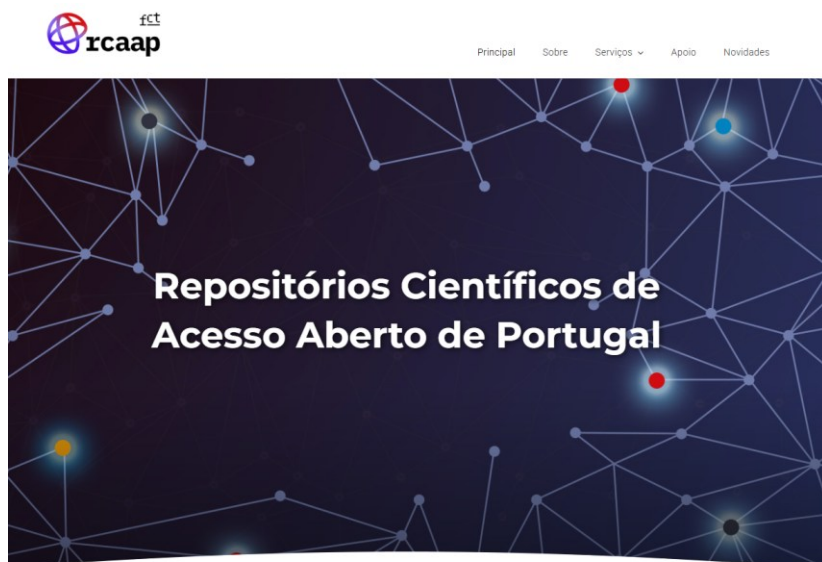 fct
rcaap
Principal Sobre Serviços Apoio Novidades
Repositórios Científicos de
Acesso Aberto de Portugal